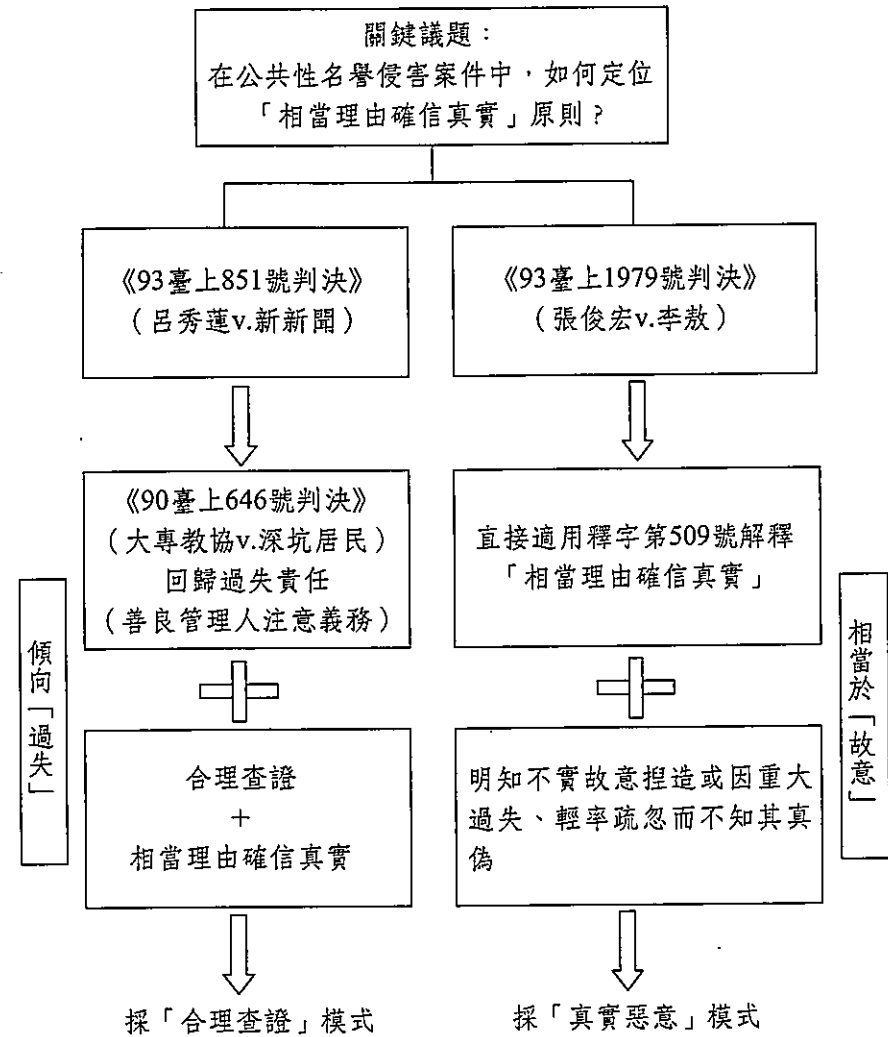 關鍵議題：
在公共性名譽侵害案件中，如何定位
「相當理由確信真實」原則？
《93臺上851號判決》
（呂秀蓮v.新新聞）
《93臺上1979號判決》
（張俊宏v.李敖）
傾向「過失」
《90臺上646號判決》
（大專教協v.深坑居民）
回歸過失責任
（善良管理人注意義務）
直接適用釋字第509號解釋
「相當理由確信真實」
相當於「故意」
合理查證
+
相當理由確信真實
明知不實故意捏造或因重大
過失、輕率疏忽而不知其真
偽
採「合理查證」模式
採「真實惡意」模式